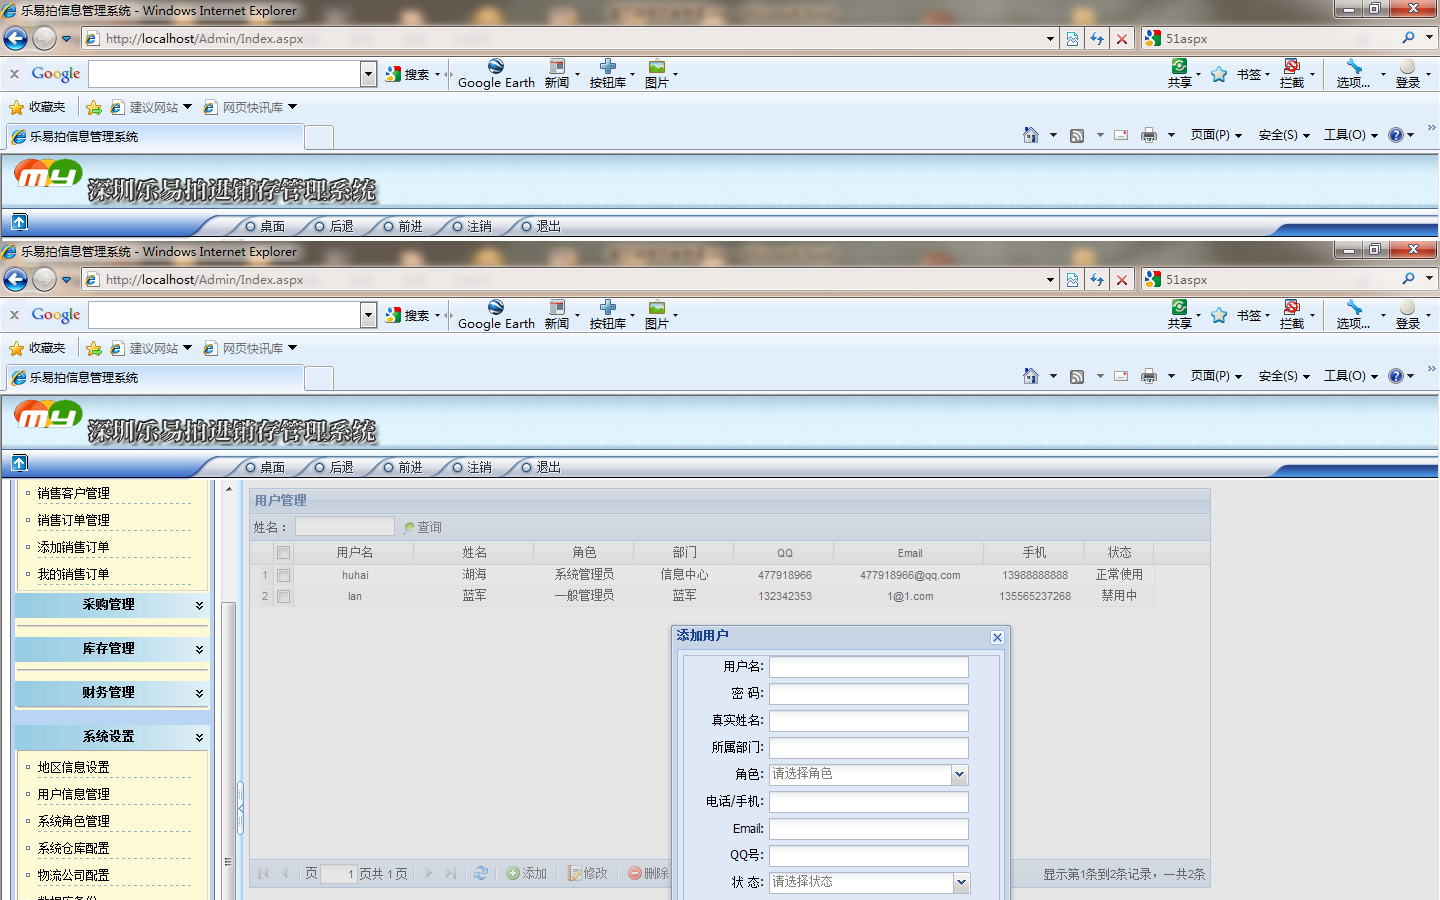 乐易拍信息管理系统 - Windows Internet Explorer
http://localhost/Admin/Index.aspx
51aspx
x Google 搜索 Google Earth 新闻 按钮库 图片 共享 书签 拦截 选项... 登录
收藏夹 建议网站 网页快讯库
乐易拍信息管理系统 页面(P) 安全(S) 工具(O)
my 深圳乐易拍进销存管理系统
桌面 后退 前进 注销 退出
乐易拍信息管理系统 - Windows Internet Explorer
http://localhost/Admin/Index.aspx
51aspx
x Google 搜索 Google Earth 新闻 按钮库 图片 共享 书签 拦截 选项... 登录
收藏夹 建议网站 网页快讯库
乐易拍信息管理系统 页面(P) 安全(S) 工具(O)
my 深圳乐易拍进销存管理系统
桌面 后退 前进 注销 退出
销售客户管理
销售订单管理
添加销售订单
我的销售订单
采购管理
库存管理
财务管理
系统设置
地区信息设置
用户信息管理
系统角色管理
系统仓库配置
物流公司配置
数据库备份
用户管理
姓名： 查询
用户名 姓名 角色 部门 QQ Email 手机 状态
1 huhai 湖海 系统管理员 信息中心 477918966 477918966@qq.com 13988888888 正常使用
2 lan 蓝军 一般管理员 蓝军 132342353 1@1.com 135565237268 禁用中
添加用户
用户名:
密 码:
真实姓名:
所属部门:
角色: 请选择角色
电话/手机:
Email:
QQ号:
状 态: 请选择状态
页 1 页共 1 页 添加 修改 删除 显示第1条到2条记录，一共2条